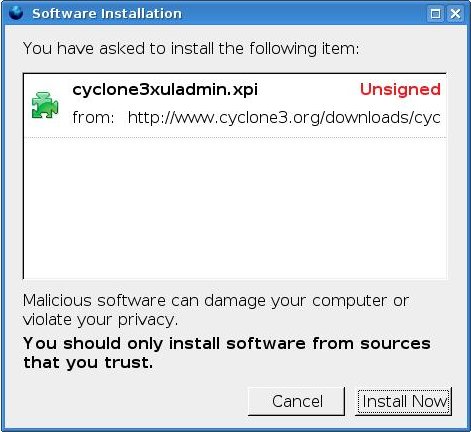 Software Installation
You have asked to install the following item:
cyclone3xuladmin.xpi Unsigned
from: http://www.cyclone3.org/downloads/cyc
Malicious software can damage your computer or
violate your privacy.
You should only install software from sources
that you trust.
Cancel Install Now